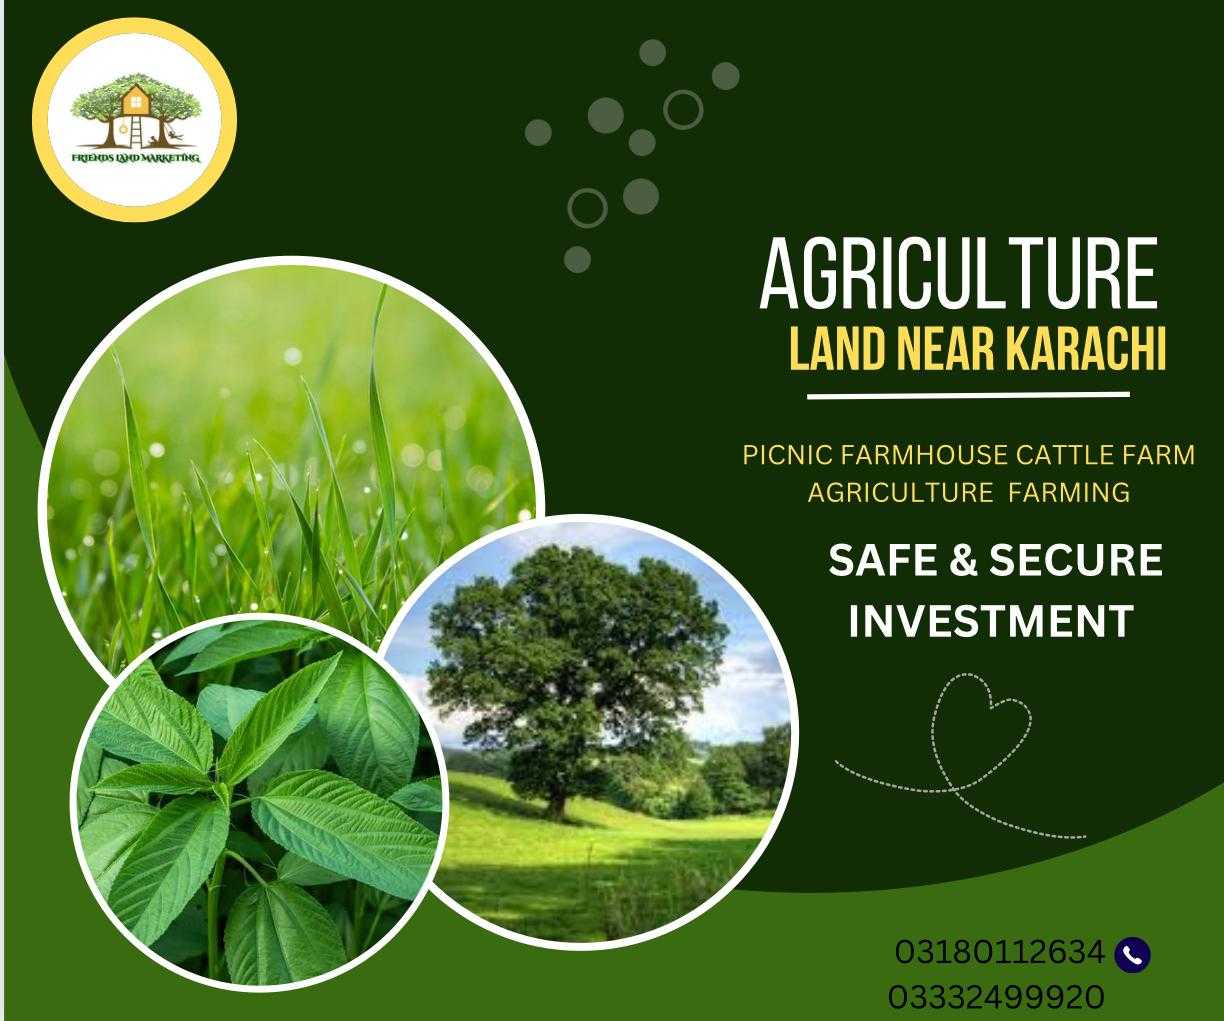 FRIENDS LAND MARKETING
AGRICULTURE
LAND NEAR KARACHI
PICNIC FARMHOUSE CATTLE FARM
AGRICULTURE FARMING
SAFE & SECURE
INVESTMENT
03180112634
03332499920